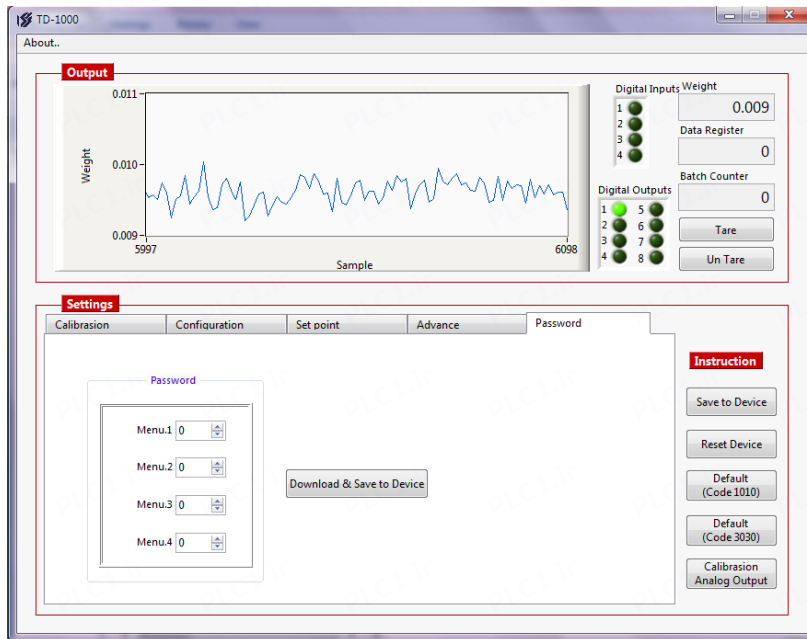 TD-1000
About..
Output
0.011
0.010
0.009
Weight
5997
6098
Sample
Digital Inputs
1
2
3
4
Digital Outputs
1 5
2 6
3 7
4 8
Weight
0.009
Data Register
0
Batch Counter
0
Tare
Un Tare
Settings
Calibrasion
Configuration
Set point
Advance
Password
Password
Menu.1 0
Menu.2 0
Menu.3 0
Menu.4 0
Download & Save to Device
Instruction
Save to Device
Reset Device
Default
(Code 1010)
Default
(Code 3030)
Calibrasion
Analog Output